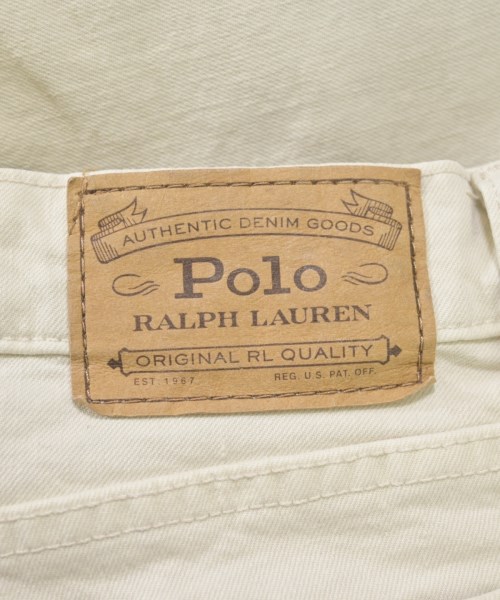 AUTHENTIC DENIM GOODS
Polo
RALPH LAUREN
ORIGINAL RL QUALITY
EST. 1967 REG. U.S. PAT. OFF.